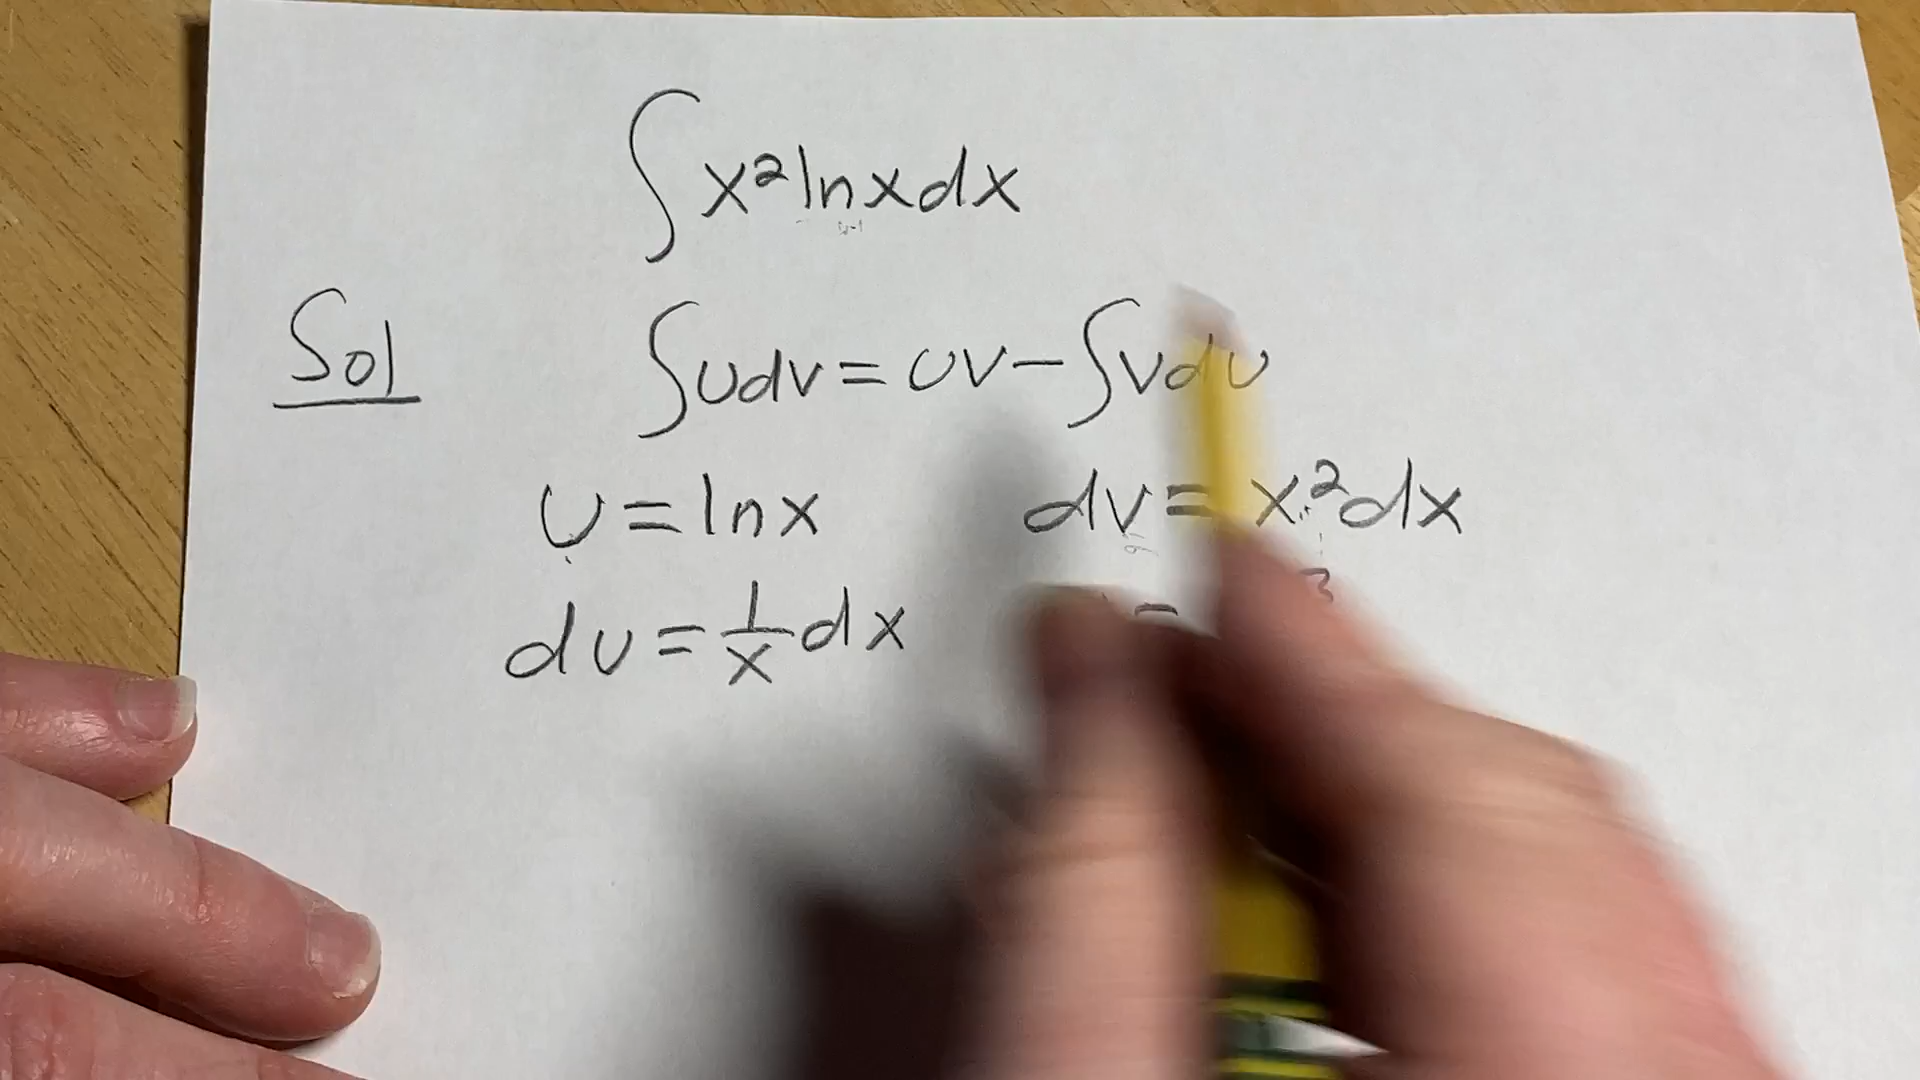 ∫x²lnxdx
Sol
∫udv=uv-∫vdu
u=lnx dv=x²dx
du=1/x dx